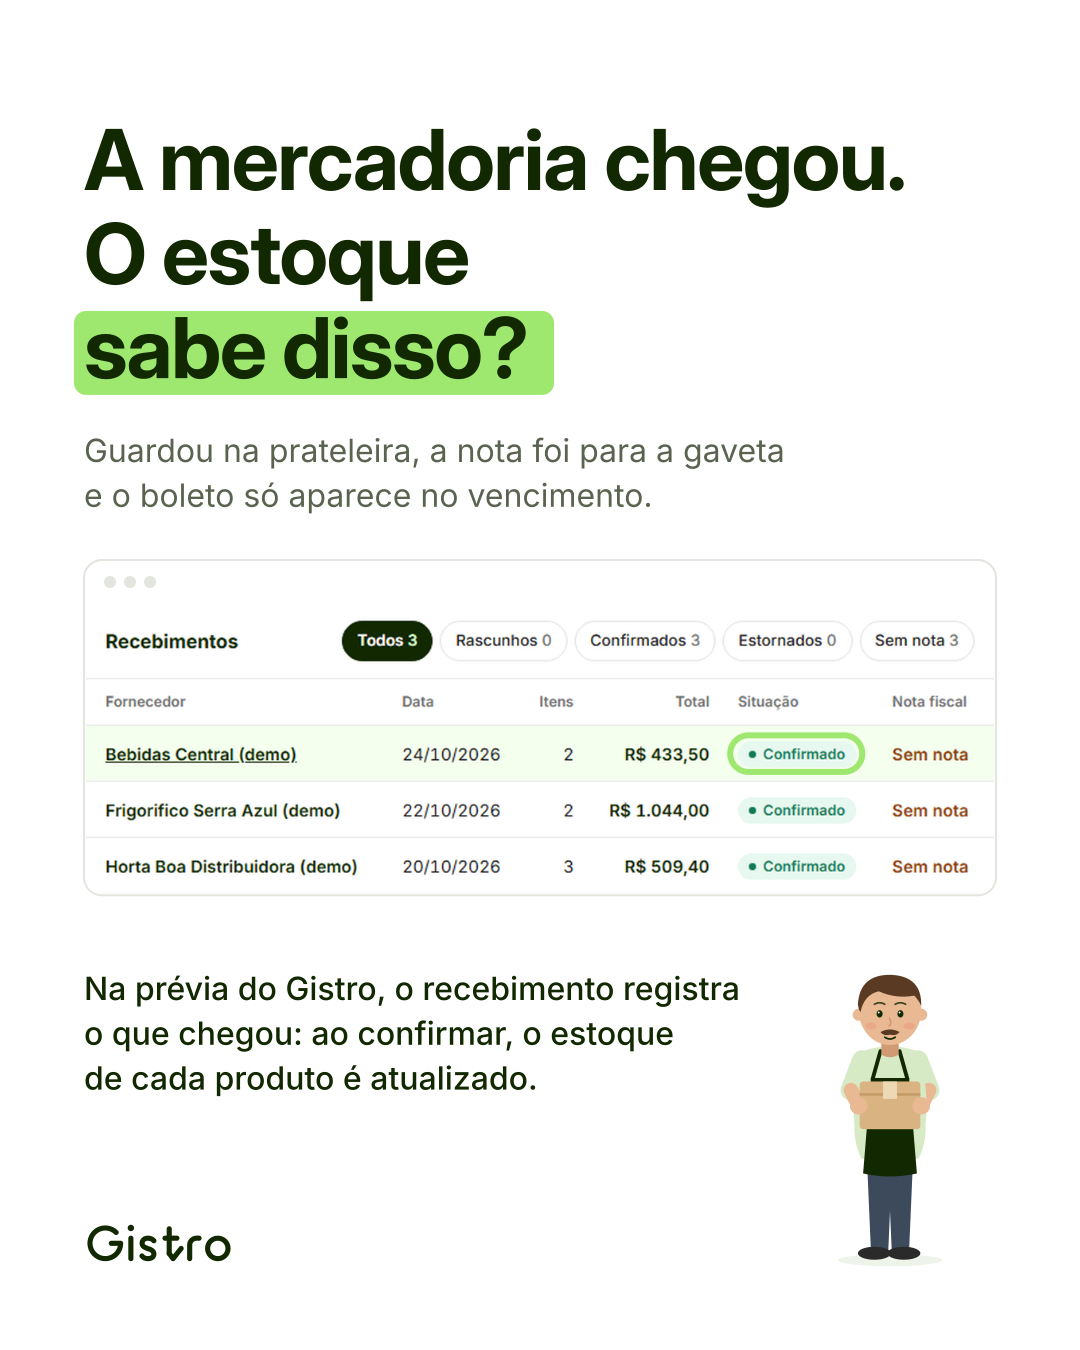 A mercadoria chegou.
O estoque
sabe disso?
Guardou na prateleira, a nota foi para a gaveta
e o boleto só aparece no vencimento.
Recebimentos Todos 3 Rascunhos 0 Confirmados 3 Estornados 0 Sem nota 3
Fornecedor Data Itens Total Situação Nota fiscal
Bebidas Central (demo) 24/10/2026 2 R$ 433,50 Confirmado Sem nota
Frigorifico Serra Azul (demo) 22/10/2026 2 R$ 1.044,00 Confirmado Sem nota
Horta Boa Distribuidora (demo) 20/10/2026 3 R$ 509,40 Confirmado Sem nota
Na prévia do Gistro, o recebimento registra
o que chegou: ao confirmar, o estoque
de cada produto é atualizado.
Gistro